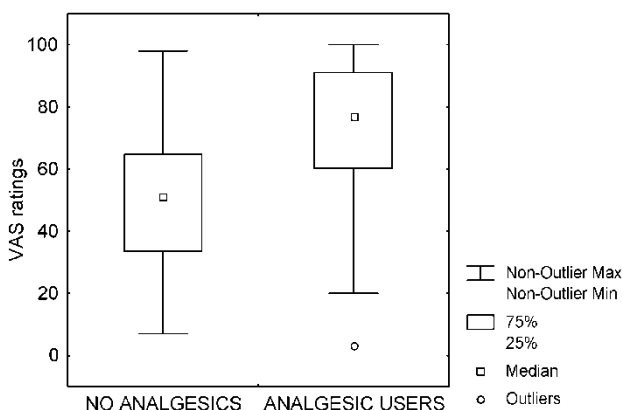 VAS ratings
100
80
60
40
20
0
NO ANALGESICS
ANALGESIC USERS
Non-Outlier Max
Non-Outlier Min
75%
25%
Median
Outliers